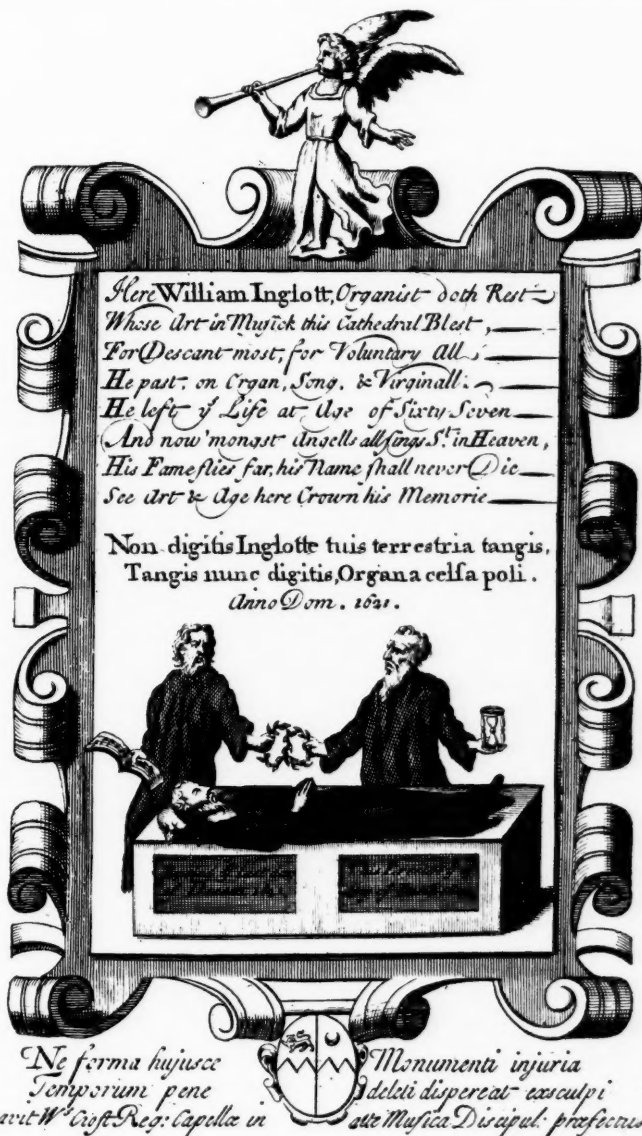 Here William Inglott, Organist doth Rest
Whose Art in Musick this Cathedral Blest,
For Descant most, for Voluntary All,
He past, on Organ, Song, & Virginall.
He left yͤ Life at Age of Sixty Seven
And now 'mongst Angells all sings Sᵗ. in Heaven,
His Fame flies far, his Name shall never Die
See Art & Age here Crown his Memorie
Non digitis Inglotte tuis terrestria tangis,
Tangis nunc digitis, Organa celsa poli.
Anno Dom. 1621.
Ne forma hujusce Monumenti injuria
Temporum pene deleti dispereat exsculpi
avit Wˢ Croft Reg: Capellæ in Musica Discipul: præfectus